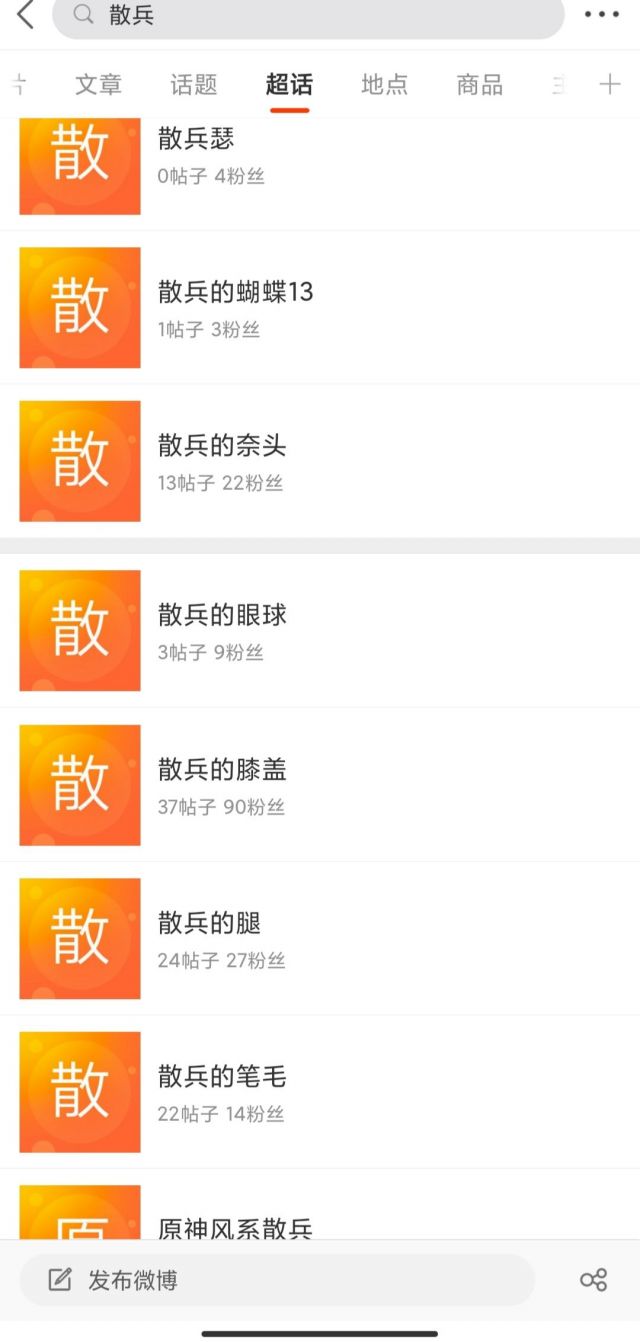 散兵
文章 话题 超话 地点 商品
散
散兵瑟
0帖子 4粉丝
散
散兵的蝴蝶13
1帖子 3粉丝
散
散兵的奈头
13帖子 22粉丝
散
散兵的眼球
3帖子 9粉丝
散
散兵的膝盖
37帖子 90粉丝
散
散兵的腿
24帖子 27粉丝
散
散兵的笔毛
22帖子 14粉丝
原
原神风系散兵
发布微博